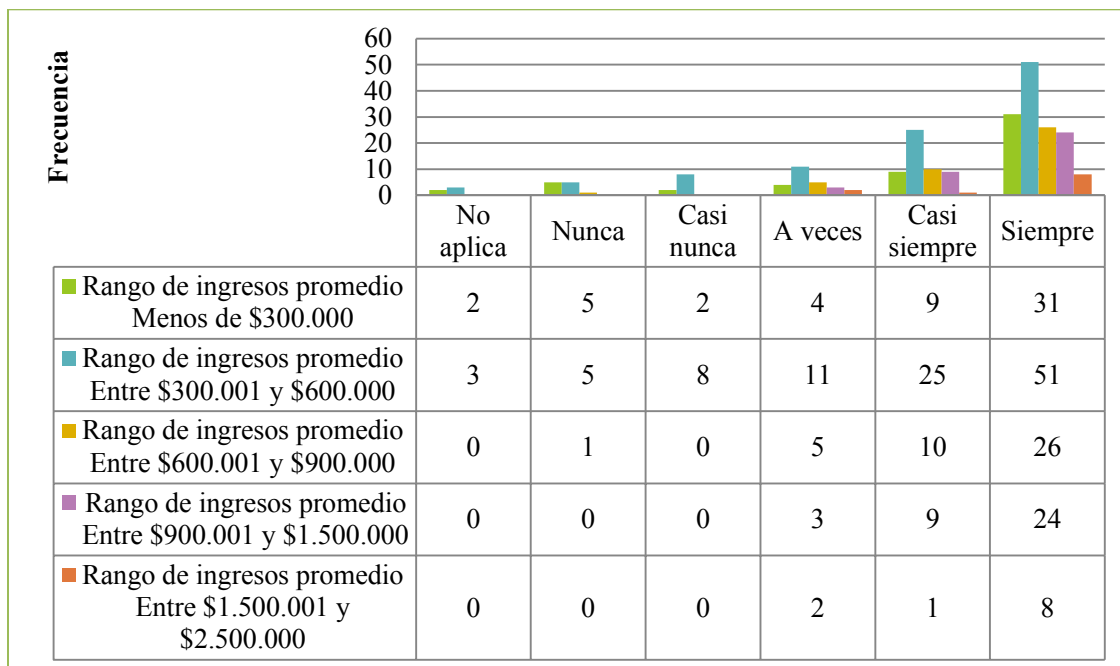 Frecuencia
60
50
40
30
20
10
0
No aplica Nunca Casi nunca A veces Casi siempre Siempre
Rango de ingresos promedio
Menos de $300.000 2 5 2 4 9 31
Rango de ingresos promedio
Entre $300.001 y $600.000 3 5 8 11 25 51
Rango de ingresos promedio
Entre $600.001 y $900.000 0 1 0 5 10 26
Rango de ingresos promedio
Entre $900.001 y $1.500.000 0 0 0 3 9 24
Rango de ingresos promedio
Entre $1.500.001 y
$2.500.000 0 0 0 2 1 8